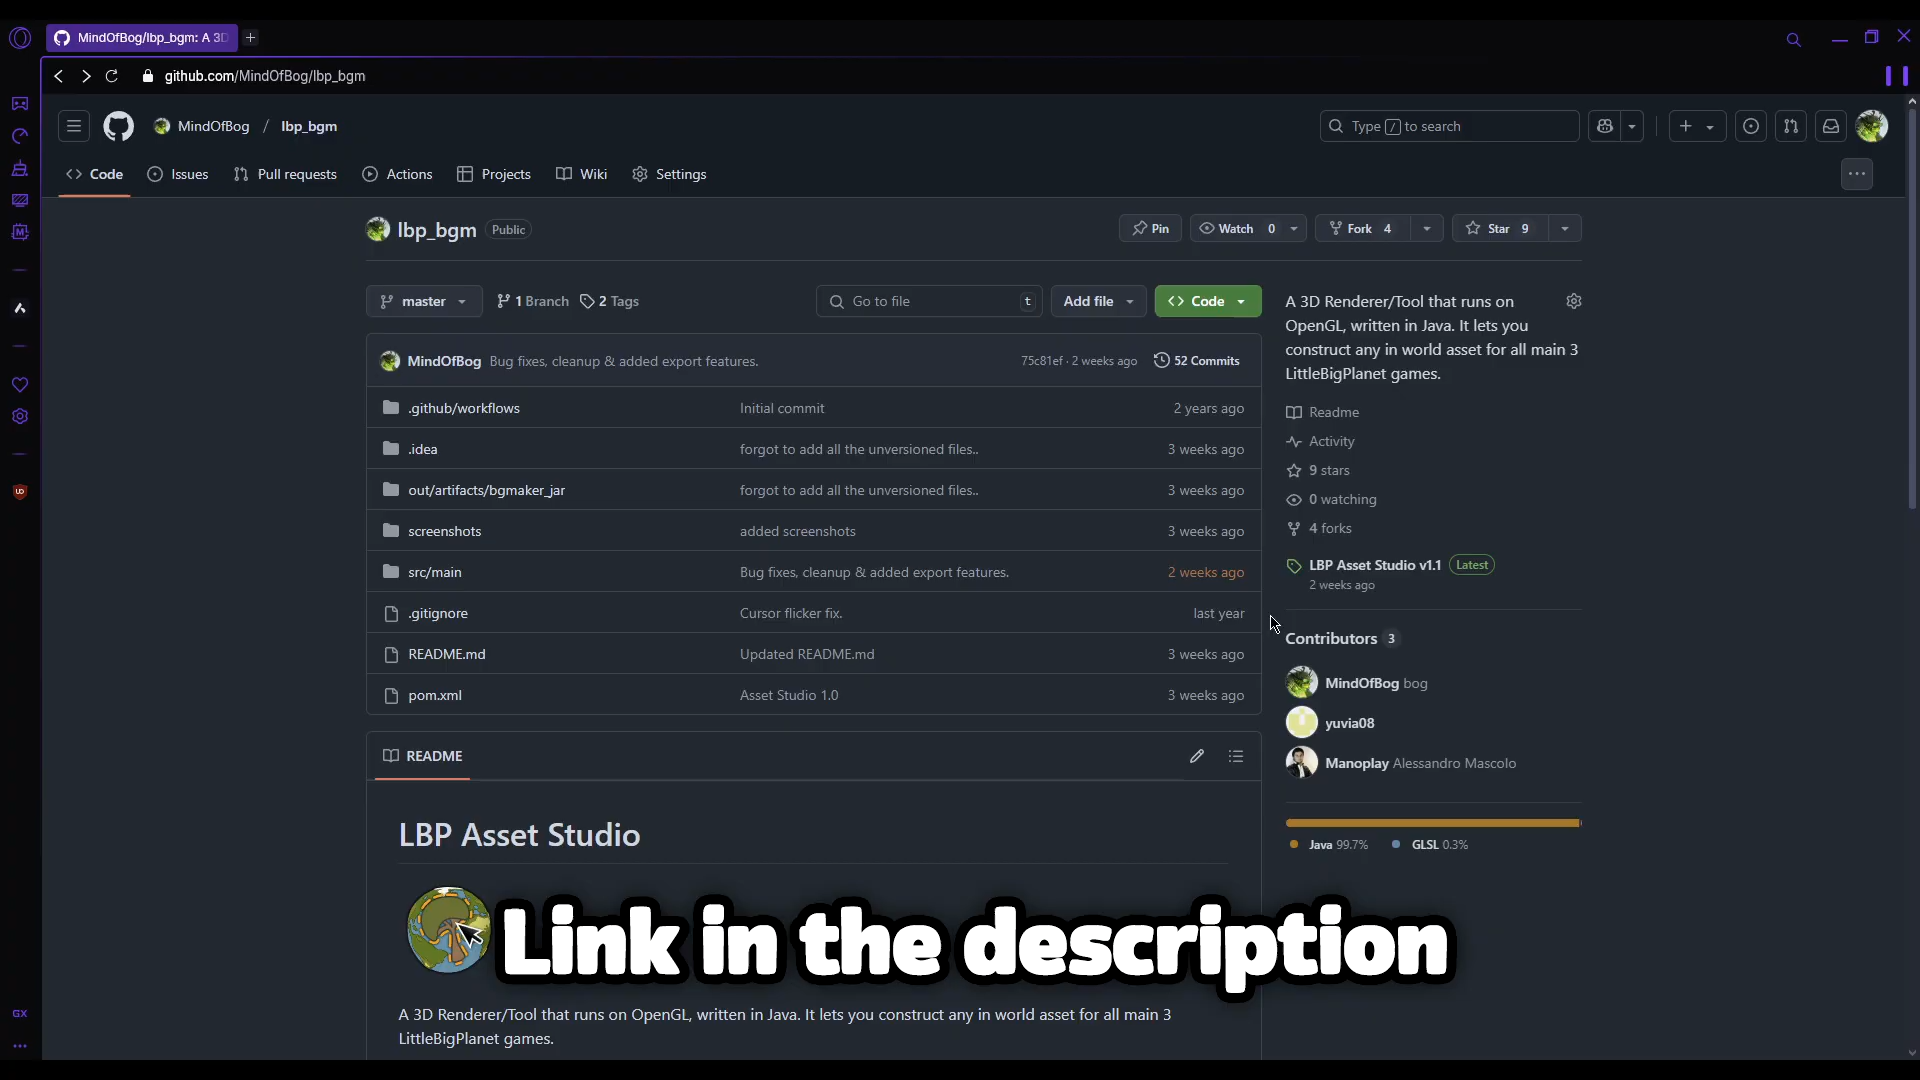 MindOfBog/lbp_bgm: A 3D
github.com/MindOfBog/lbp_bgm
MindOfBog / lbp_bgm
Type / to search
Code
Issues
Pull requests
Actions
Projects
Wiki
Settings
lbp_bgm Public
Pin
Watch 0
Fork 4
Star 9
master
1 Branch
2 Tags
Go to file t
Add file
Code
MindOfBog Bug fixes, cleanup & added export features. 75c81ef · 2 weeks ago 52 Commits
.github/workflows Initial commit 2 years ago
.idea forgot to add all the unversioned files.. 3 weeks ago
out/artifacts/bgmaker_jar forgot to add all the unversioned files.. 3 weeks ago
screenshots added screenshots 3 weeks ago
src/main Bug fixes, cleanup & added export features. 2 weeks ago
.gitignore Cursor flicker fix. last year
README.md Updated README.md 3 weeks ago
pom.xml Asset Studio 1.0 3 weeks ago
README
LBP Asset Studio
Link in the description
A 3D Renderer/Tool that runs on OpenGL, written in Java. It lets you construct any in world asset for all main 3
LittleBigPlanet games.
A 3D Renderer/Tool that runs on
OpenGL, written in Java. It lets you
construct any in world asset for all main 3
LittleBigPlanet games.
Readme
Activity
9 stars
0 watching
4 forks
LBP Asset Studio v1.1 Latest
2 weeks ago
Contributors 3
MindOfBog bog
yuvia08
Manoplay Alessandro Mascolo
Java 99.7% GLSL 0.3%
GX